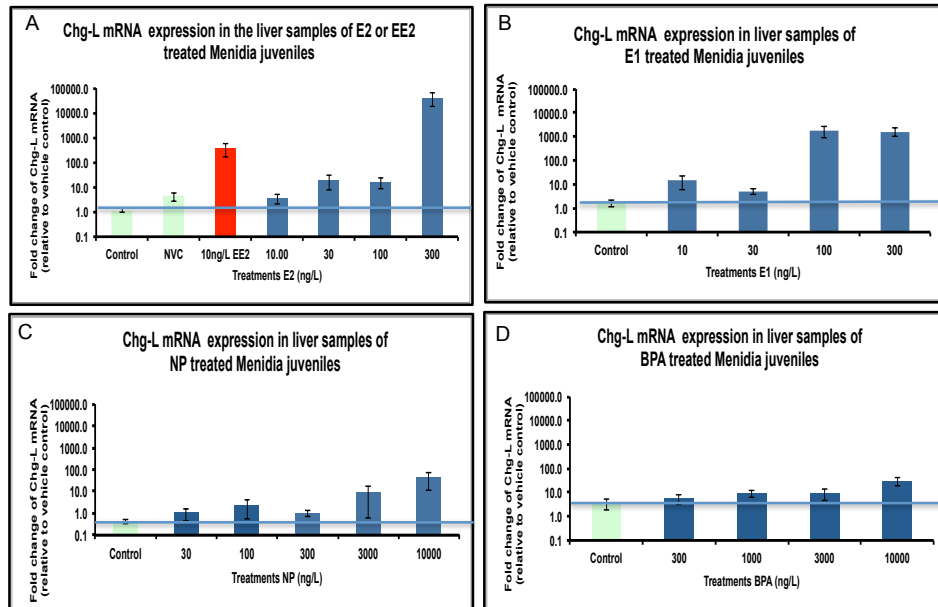 A
Chg-L mRNA expression in the liver samples of E2 or EE2
treated Menidia juveniles
Fold change of Chg-L mRNA
(relative to vehicle control)
100000.0
10000.0
1000.0
100.0
10.0
1.0
0.1
Control NVC 10ng/L EE2 10.00 30 100 300
Treatments E2 (ng/L)
B
Chg-L mRNA expression in liver samples of
E1 treated Menidia juveniles
Fold change of Chg-L mRNA
(relative to vehicle control)
100000.0
10000.0
1000.0
100.0
10.0
1.0
0.1
Control 10 30 100 300
Treatments E1 (ng/L)
C
Chg-L mRNA expression in liver samples of
NP treated Menidia juveniles
Fold change of Chg-L mRNA
(relative to vehicle control)
100000.0
10000.0
1000.0
100.0
10.0
1.0
0.1
Control 30 100 300 3000 10000
Treatments NP (ng/L)
D
Chg-L mRNA expression in liver samples of
BPA treated Menidia juveniles
Fold change of Chg-L mRNA
(relative to vehicle control)
100000.0
10000.0
1000.0
100.0
10.0
1.0
0.1
Control 300 1000 3000 10000
Treatments BPA (ng/L)